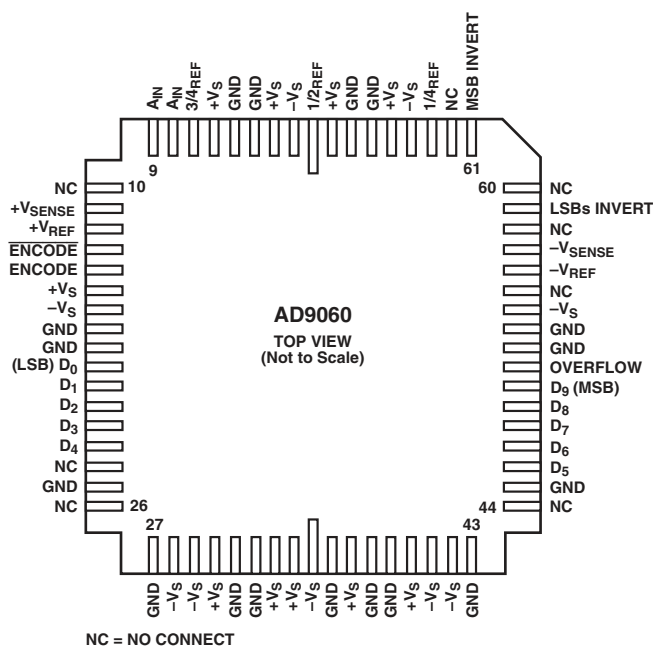 A_IN
A_IN
3/4_REF
+V_S
GND
GND
+V_S
–V_S
1/2_REF
+V_S
GND
GND
+V_S
–V_S
1/4_REF
NC
MSB INVERT
9
61
NC 10
+V_SENSE
+V_REF
ENCODE
ENCODE
+V_S
–V_S
GND
GND
(LSB) D_0
D_1
D_2
D_3
D_4
NC
GND
NC 26
AD9060
TOP VIEW
(Not to Scale)
60 NC
LSBs INVERT
NC
–V_SENSE
–V_REF
NC
–V_S
GND
GND
OVERFLOW
D_9 (MSB)
D_8
D_7
D_6
D_5
GND
44 NC
27
43
GND
–V_S
–V_S
+V_S
GND
GND
+V_S
+V_S
–V_S
GND
+V_S
GND
GND
+V_S
–V_S
–V_S
GND
NC = NO CONNECT